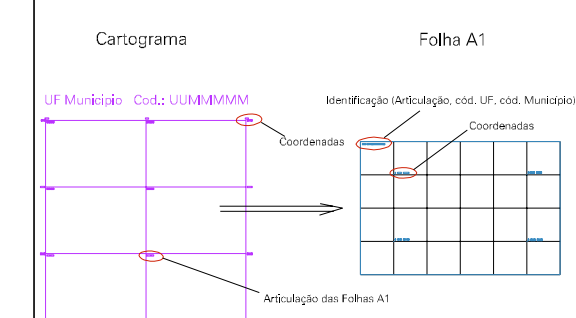 Cartograma
Folha A1
UF Municipio Cod.: UUMMMMM
Identificação (Articulação, cód. UF, cód. Município)
Coordenadas
Coordenadas
Articulação das Folhas A1